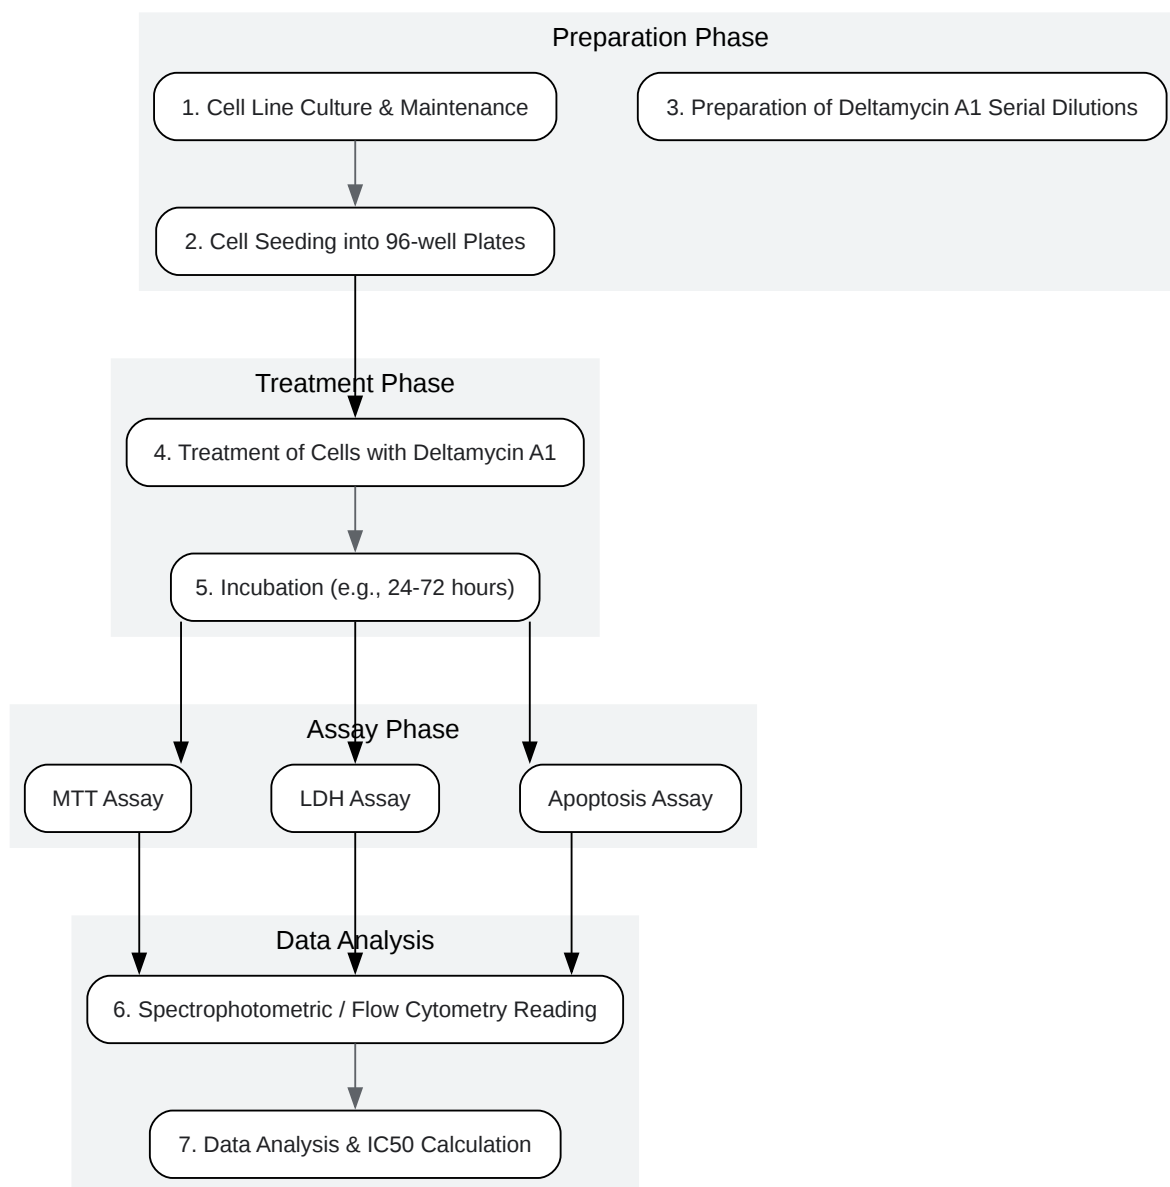 Preparation Phase
1. Cell Line Culture & Maintenance
3. Preparation of Deltamycin A1 Serial Dilutions
2. Cell Seeding into 96-well Plates
Treatment Phase
4. Treatment of Cells with Deltamycin A1
5. Incubation (e.g., 24-72 hours)
Assay Phase
MTT Assay
LDH Assay
Apoptosis Assay
Data Analysis
6. Spectrophotometric / Flow Cytometry Reading
7. Data Analysis & IC50 Calculation